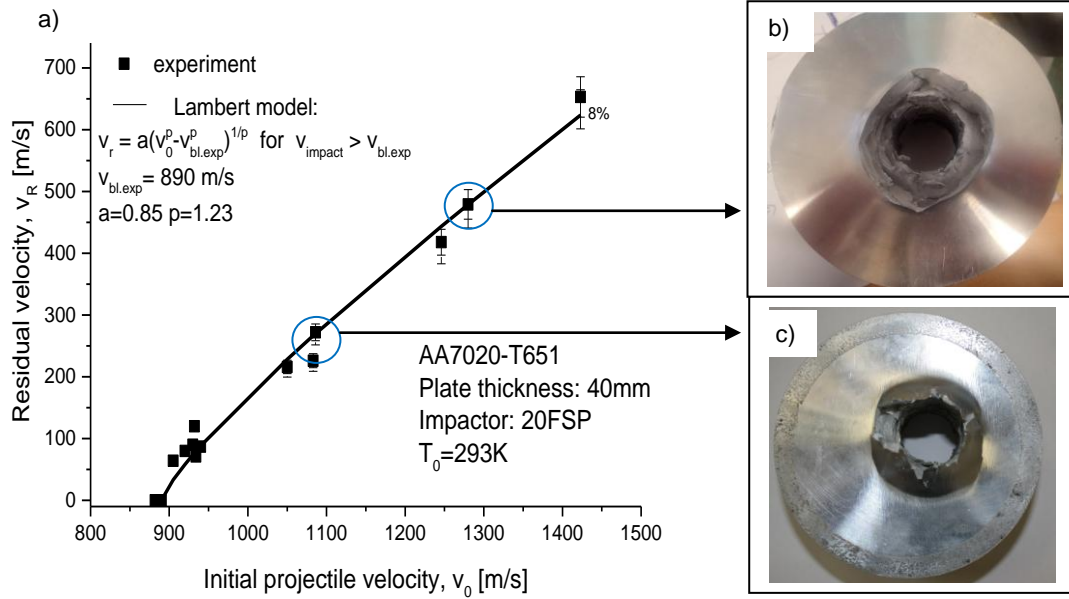 a)
700
600
500
400
300
200
100
0
Residual velocity, v_R [m/s]
experiment
Lambert model:
v_r = a(v_0^p-v_bl.exp^p)^1/p for v_impact > v_bl.exp
v_bl.exp = 890 m/s
a=0.85 p=1.23
8%
AA7020-T651
Plate thickness: 40mm
Impactor: 20FSP
T_0=293K
800 900 1000 1100 1200 1300 1400 1500
Initial projectile velocity, v_0 [m/s]
b)
c)